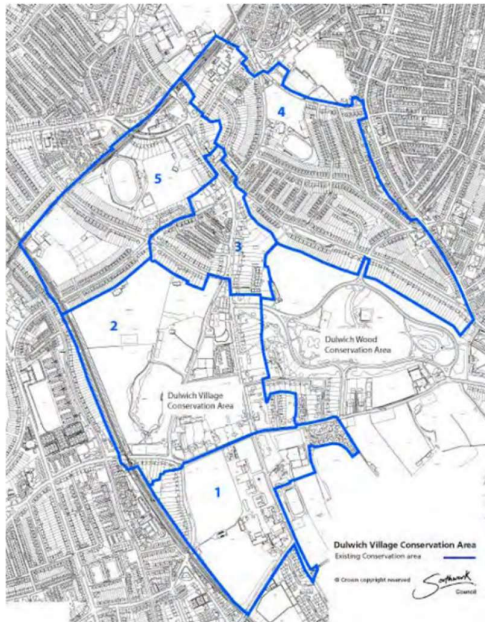 4
5
3
2
Dulwich Wood
Conservation Area
Dulwich Village
Conservation Area
1
Dulwich Village Conservation Area
Existing Conservation area
© Crown copyright reserved
Southwark
Council